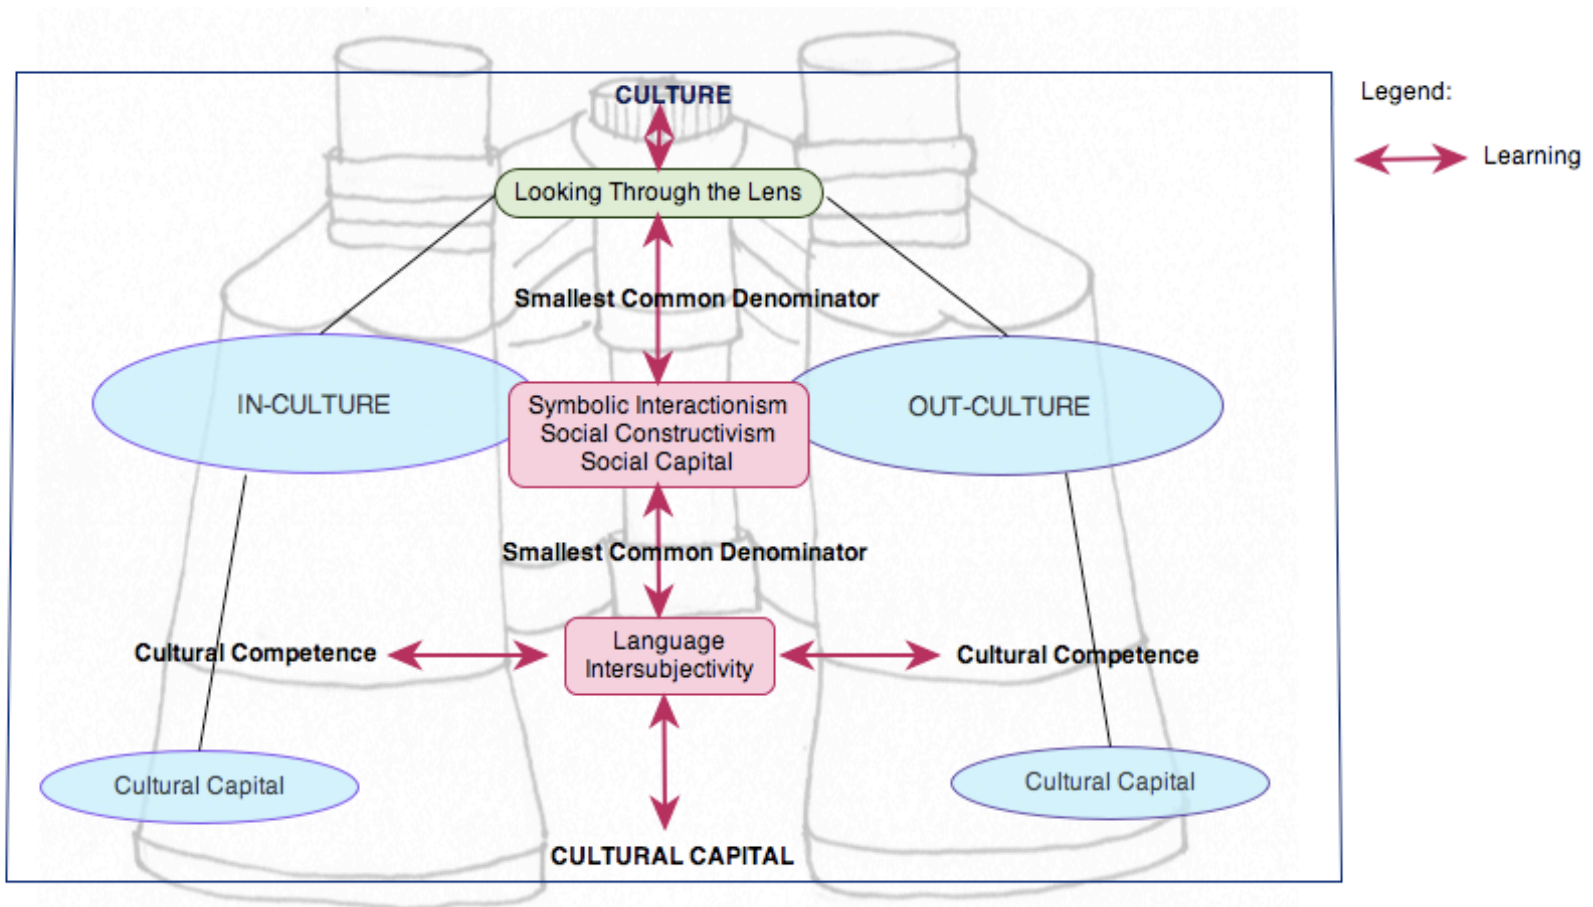 CULTURE
Legend:
Learning
Looking Through the Lens
Smallest Common Denominator
IN-CULTURE
Symbolic Interactionism
Social Constructivism
Social Capital
OUT-CULTURE
Smallest Common Denominator
Cultural Competence
Language
Intersubjectivity
Cultural Competence
Cultural Capital
Cultural Capital
CULTURAL CAPITAL